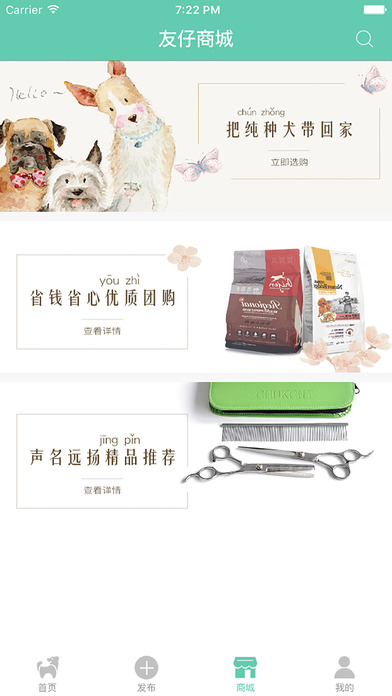 Carrier
7:22 PM
友仔商城
Hello~
chún zhǒng
把纯种犬带回家
立即选购
yōu zhì
省钱省心优质团购
查看详情
Regional
jīng pǐn
声名远扬精品推荐
查看详情
CHUKCHI
首页
发布
商城
我的